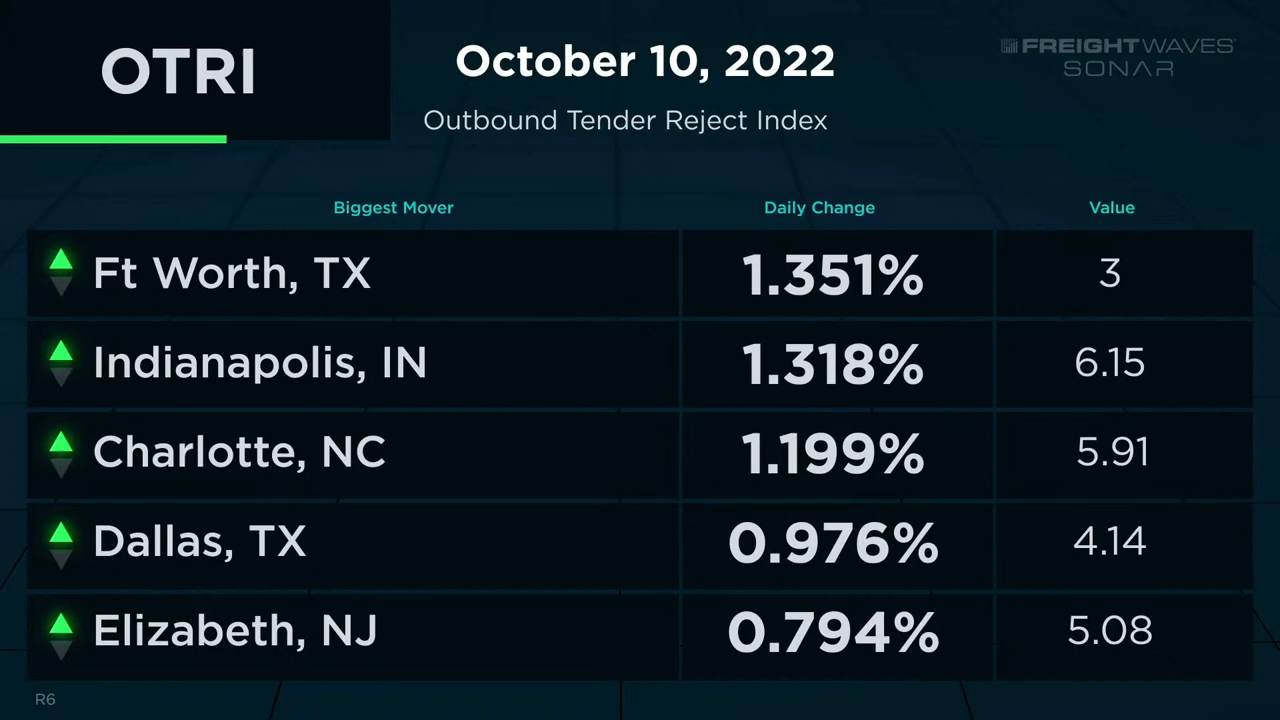 OTRI
October 10, 2022
Outbound Tender Reject Index
FREIGHTWAVES
SONAR
Biggest Mover Daily Change Value
Ft Worth, TX 1.351% 3
Indianapolis, IN 1.318% 6.15
Charlotte, NC 1.199% 5.91
Dallas, TX 0.976% 4.14
Elizabeth, NJ 0.794% 5.08
R6